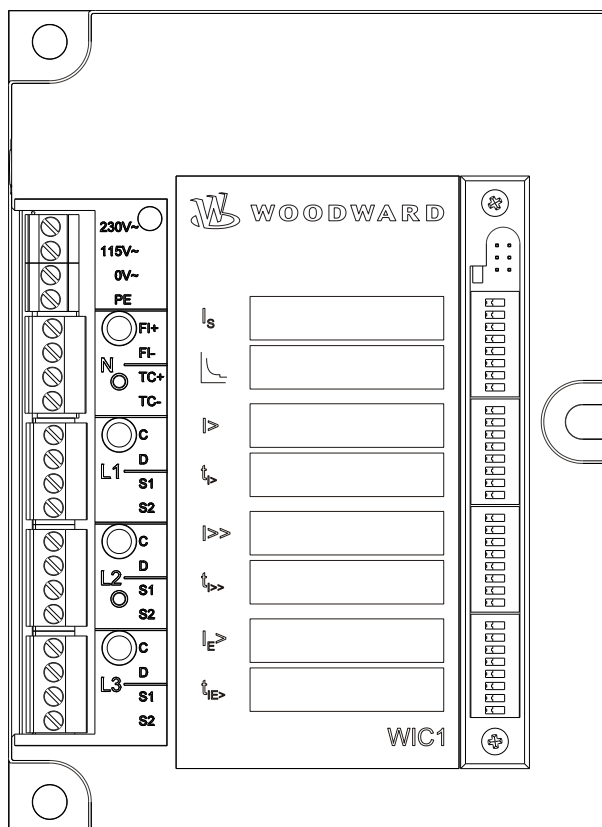 WOODWARD
230V~
115V~
0V~
PE
FI+
FI-
N
TC+
TC-
C
D
L1
S1
S2
C
D
L2
S1
S2
C
D
L3
S1
S2
IS
I>
tI>
I>>
tI>>
IE>
tIE>
WIC1